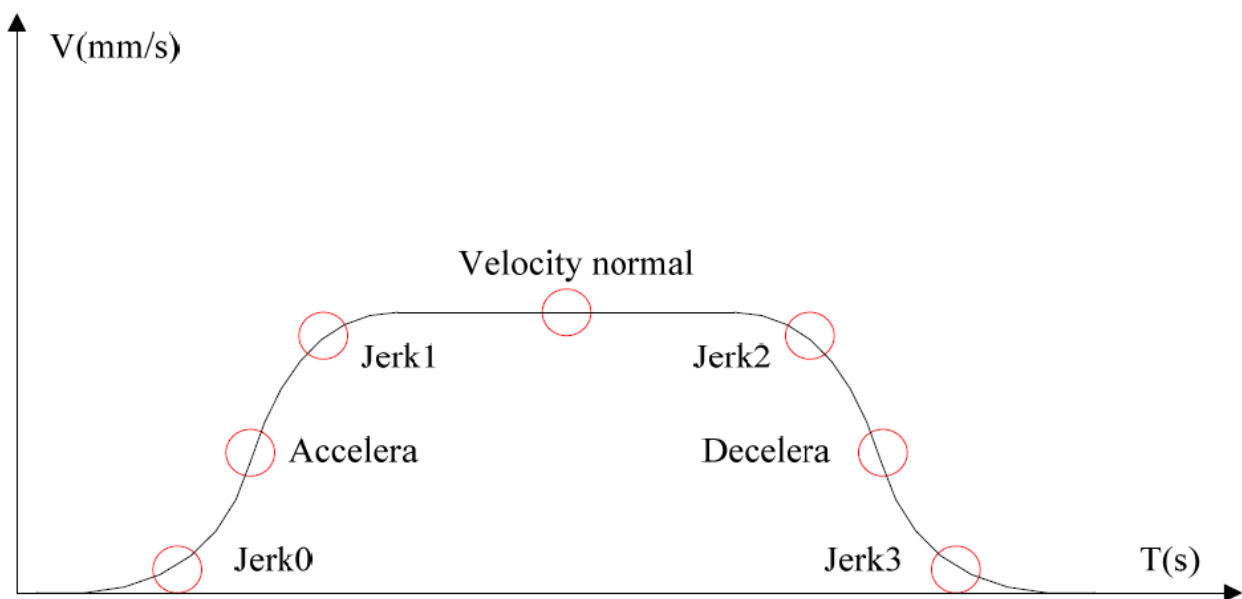 V(mm/s)
Velocity normal
Jerk1
Jerk2
Accelera
Decelera
Jerk0
Jerk3
T(s)